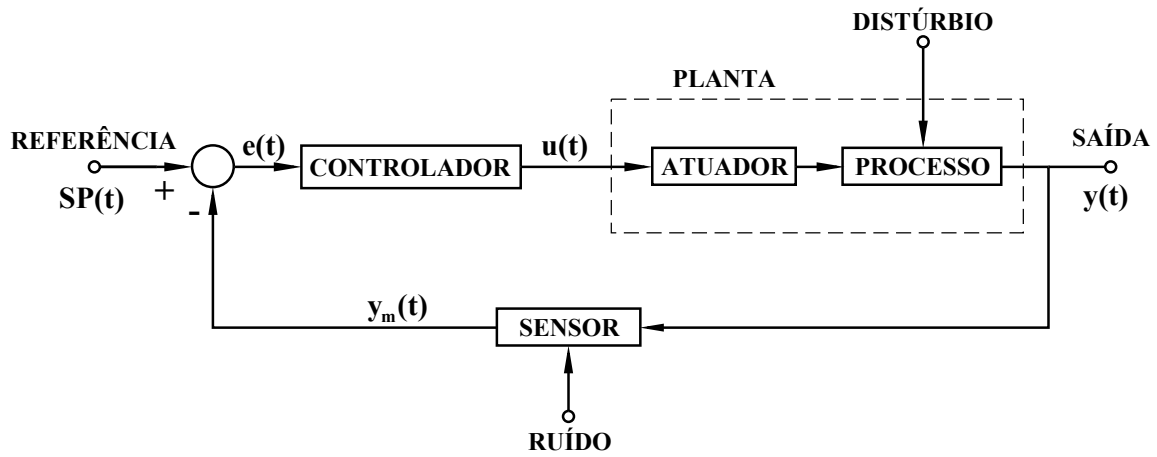 DISTÚRBIO
PLANTA
REFERÊNCIA
SP(t)
+
-
e(t)
CONTROLADOR
u(t)
ATUADOR
PROCESSO
SAÍDA
y(t)
yₘ(t)
SENSOR
RUÍDO